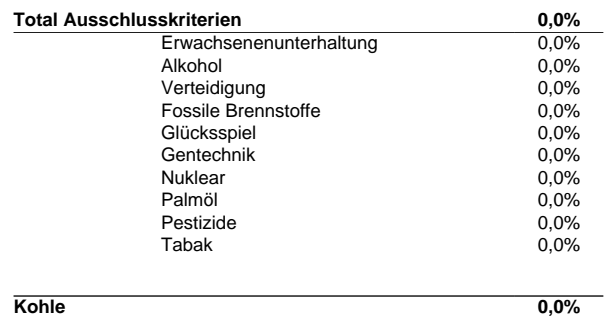 Total Ausschlusskriterien 0,0%
Erwachsenenunterhaltung 0,0%
Alkohol 0,0%
Verteidigung 0,0%
Fossile Brennstoffe 0,0%
Glücksspiel 0,0%
Gentechnik 0,0%
Nuklear 0,0%
Palmöl 0,0%
Pestizide 0,0%
Tabak 0,0%
Kohle 0,0%